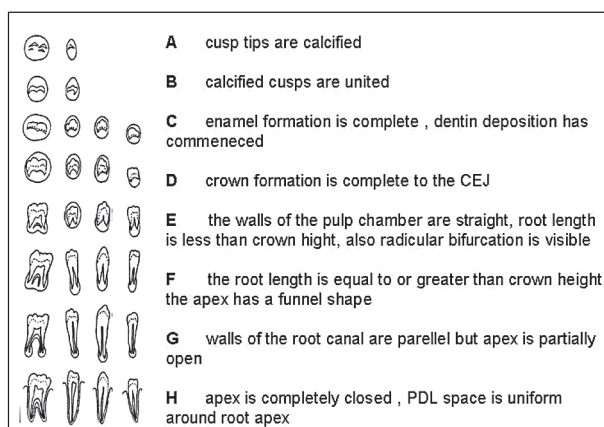 A cusp tips are calcified
B calcified cusps are united
C enamel formation is complete , dentin deposition has
commeneced
D crown formation is complete to the CEJ
E the walls of the pulp chamber are straight, root length
is less than crown hight, also radicular bifurcation is visible
F the root length is equal to or greater than crown height
the apex has a funnel shape
G walls of the root canal are parellel but apex is partially
open
H apex is completely closed , PDL space is uniform
around root apex